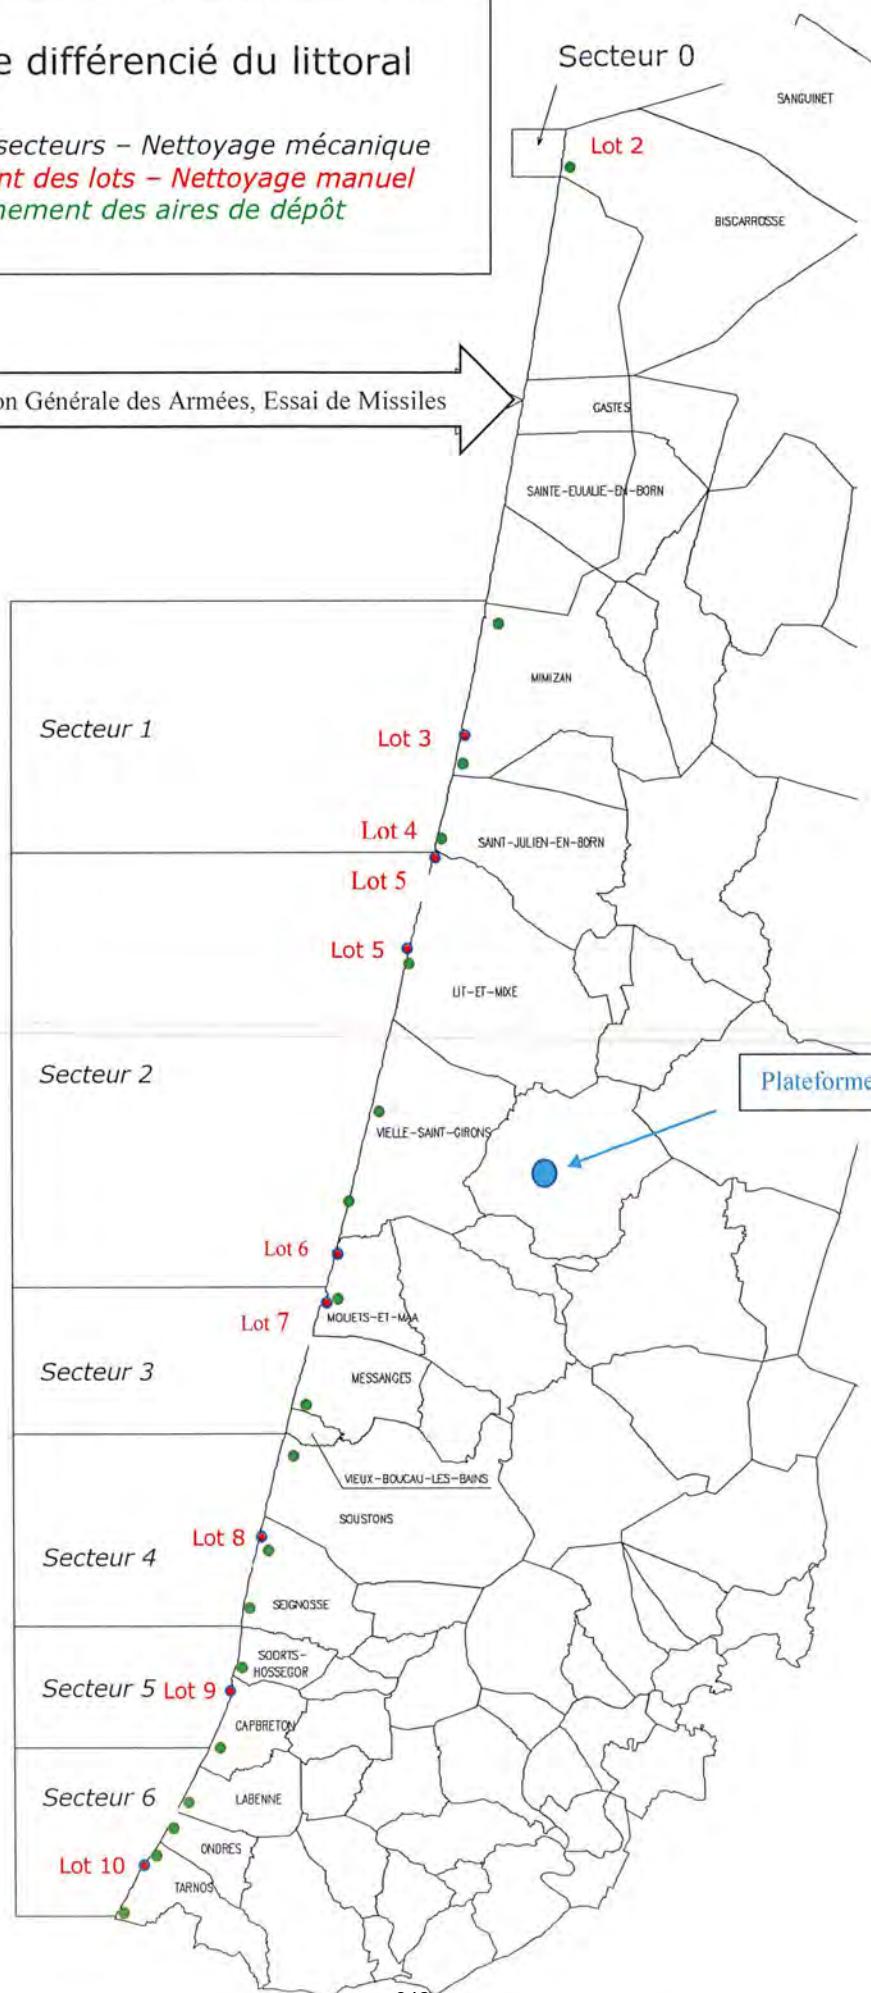 e différencié du littoral
Secteur 0
SANGUINET
secteurs – Nettoyage mécanique
nt des lots – Nettoyage manuel
nement des aires de dépôt
Lot 2
BISCARROSSE
on Générale des Armées, Essai de Missiles
GASTES
SAINTE-EULALIE-EN-BORN
MIMIZAN
Secteur 1
Lot 3
Lot 4
SAINT-JULIEN-EN-BORN
Lot 5
Lot 5
LIT-ET-MIXE
Secteur 2
Plateforme
VIELLE-SAINT-GIRONS
Lot 6
Lot 7
MOLIETS-ET-MAA
Secteur 3
MESSANGES
VIEUX-BOUCAU-LES-BAINS
SOUSTONS
Lot 8
Secteur 4
SEIGNOSSE
SOORTS-
HOSSEGOR
Secteur 5
Lot 9
CAPBRETON
Secteur 6
LABENNE
ONDRES
Lot 10
TARNOS